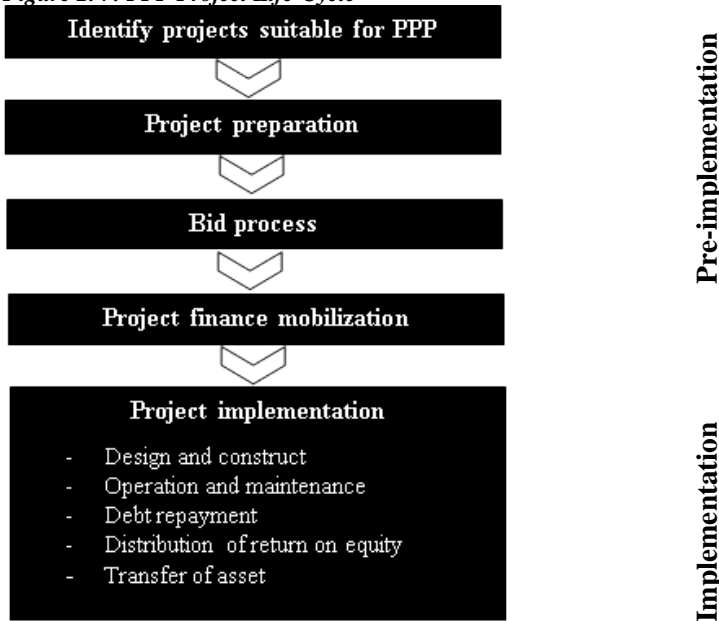 Identify projects suitable for PPP
Project preparation
Bid process
Project finance mobilization
Project implementation
- Design and construct
- Operation and maintenance
- Debt repayment
- Distribution of return on equity
- Transfer of asset
Pre-implementation
Implementation